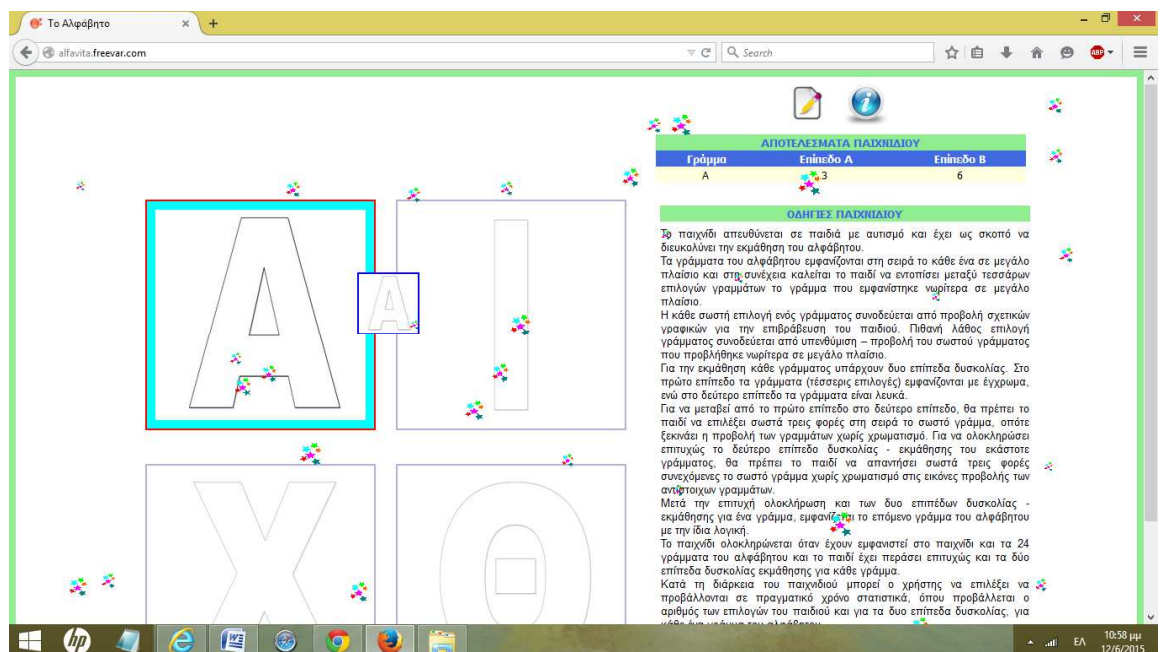 Το Αλφάβητο
alfavita.freevar.com
Search
ABP
ΑΠΟΤΕΛΕΣΜΑΤΑ ΠΑΙΧΝΙΔΙΟΥ
Γράμμα Επίπεδο Α Επίπεδο Β
Α 3 6
ΟΔΗΓΙΕΣ ΠΑΙΧΝΙΔΙΟΥ
Το παιχνίδι απευθύνεται σε παιδιά με αυτισμό και έχει ως σκοπό να
διευκολύνει την εκμάθηση του αλφάβητου.
Τα γράμματα του αλφάβητου εμφανίζονται στη σειρά το κάθε ένα σε μεγάλο
πλαίσιο και στη συνέχεια καλείται το παιδί να εντοπίσει μεταξύ τεσσάρων
επιλογών γραμμάτων το γράμμα που εμφανίστηκε νωρίτερα σε μεγάλο
πλαίσιο.
Η κάθε σωστή επιλογή ενός γράμματος συνοδεύεται από προβολή σχετικών
γραφικών για την επιβράβευση του παιδιού. Πιθανή λάθος επιλογή
γράμματος συνοδεύεται από υπενθύμιση – προβολή του σωστού γράμματος
που προβλήθηκε νωρίτερα σε μεγάλο πλαίσιο.
Για την εκμάθηση κάθε γράμματος υπάρχουν δυο επίπεδα δυσκολίας. Στο
πρώτο επίπεδο τα γράμματα (τέσσερις επιλογές) εμφανίζονται με έγχρωμα,
ενώ στο δεύτερο επίπεδο τα γράμματα είναι λευκά.
Για να μεταβεί από το πρώτο επίπεδο στο δεύτερο επίπεδο, θα πρέπει το
παιδί να επιλέξει σωστά τρεις φορές στη σειρά το σωστό γράμμα, οπότε
ξεκινάει η προβολή των γραμμάτων χωρίς χρωματισμό. Για να ολοκληρώσει
επιτυχώς το δεύτερο επίπεδο δυσκολίας - εκμάθησης του εκάστοτε
γράμματος, θα πρέπει το παιδί να απαντήσει σωστά τρεις φορές
συνεχόμενες το σωστό γράμμα χωρίς χρωματισμό στις εικόνες προβολής των
αντίστοιχων γραμμάτων.
Μετά την επιτυχή ολοκλήρωση και των δυο επιπέδων δυσκολίας -
εκμάθησης για ένα γράμμα, εμφανίζεται το επόμενο γράμμα του αλφάβητου
με την ίδια λογική.
Το παιχνίδι ολοκληρώνεται όταν έχουν εμφανιστεί στο παιχνίδι και τα 24
γράμματα του αλφάβητου και το παιδί έχει περάσει επιτυχώς και τα δύο
επίπεδα δυσκολίας εκμάθησης για κάθε γράμμα.
Κατά τη διάρκεια του παιχνιδιού μπορεί ο χρήστης να επιλέξει να
προβάλλονται σε πραγματικό χρόνο στατιστικά, όπου προβάλλεται ο
αριθμός των επιλογών του παιδιού και για τα δυο επίπεδα δυσκολίας, για
κάθε ένα γράμμα του αλφάβητου.
Α Ι
Α
Χ Θ
hp
ΕΛ
10:58 μμ
12/6/2015